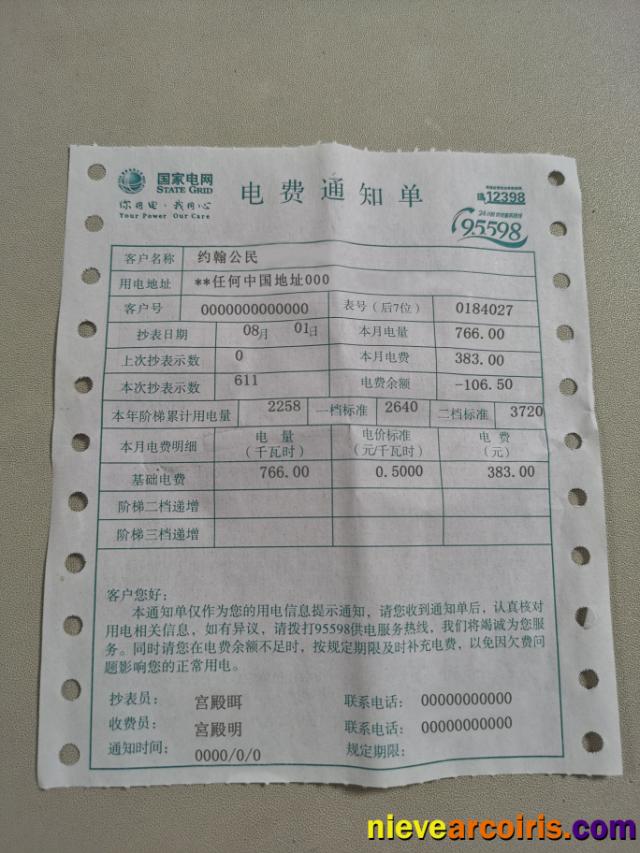 国家电网
STATE GRID
你用电·我用心
Your Power Our Care
电费通知单
12398
24小时供电服务热线
95598
客户名称 约翰公民
用电地址 **任何中国地址000
客户号 0000000000000 表号（后7位） 0184027
抄表日期 08月 01日 本月电量 766.00
上次抄表示数 0 本月电费 383.00
本次抄表示数 611 电费余额 -106.50
本年阶梯累计用电量 2258 一档标准 2640 二档标准 3720
本月电费明细 电 量（千瓦时） 电价标准（元/千瓦时） 电 费（元）
基础电费 766.00 0.5000 383.00
阶梯二档递增
阶梯三档递增
客户您好：
本通知单仅作为您的用电信息提示通知，请您收到通知单后，认真核对
用电相关信息，如有异议，请拨打95598供电服务热线，我们将竭诚为您服
务。同时请您在电费余额不足时，按规定期限及时补充电费，以免因欠费问
题影响您的正常用电。
抄表员： 宫殿眀 联系电话： 00000000000
收费员： 宫殿明 联系电话： 00000000000
通知时间： 0000/0/0 规定期限：
nievearcoiris.com